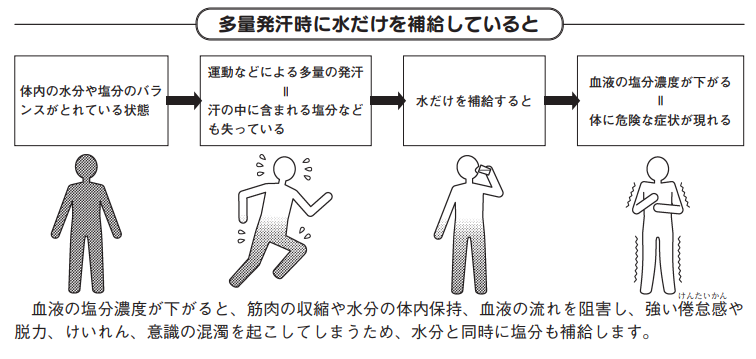 多量発汗時に水だけを補給していると
体内の水分や塩分のバラ
ンスがとれている状態
運動などによる多量の発汗
＝
汗の中に含まれる塩分など
も失っている
水だけを補給すると
血液の塩分濃度が下がる
＝
体に危険な症状が現れる
けんたいかん
血液の塩分濃度が下がると、筋肉の収縮や水分の体内保持、血液の流れを阻害し、強い倦怠感や
脱力、けいれん、意識の混濁を起こしてしまうため、水分と同時に塩分も補給します。